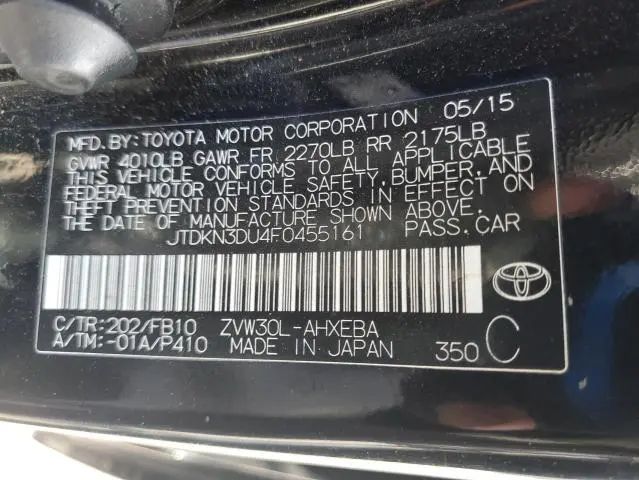 MFD.BY:TOYOTA MOTOR CORPORATION 05/15
GVWR 4010LB GAWR FR 2270LB RR 2175LB
THIS VEHICLE CONFORMS TO ALL APPLICABLE
FEDERAL MOTOR VEHICLE SAFETY,BUMPER,AND
THEFT PREVENTION STANDARDS IN EFFECT ON
THE DATE OF MANUFACTURE SHOWN ABOVE.
JTDKN3DU4F0455161 PASS.CAR
C/TR:202/FB10 ZVW30L-AHXEBA
A/TM:-01A/P410 MADE IN JAPAN 350 C